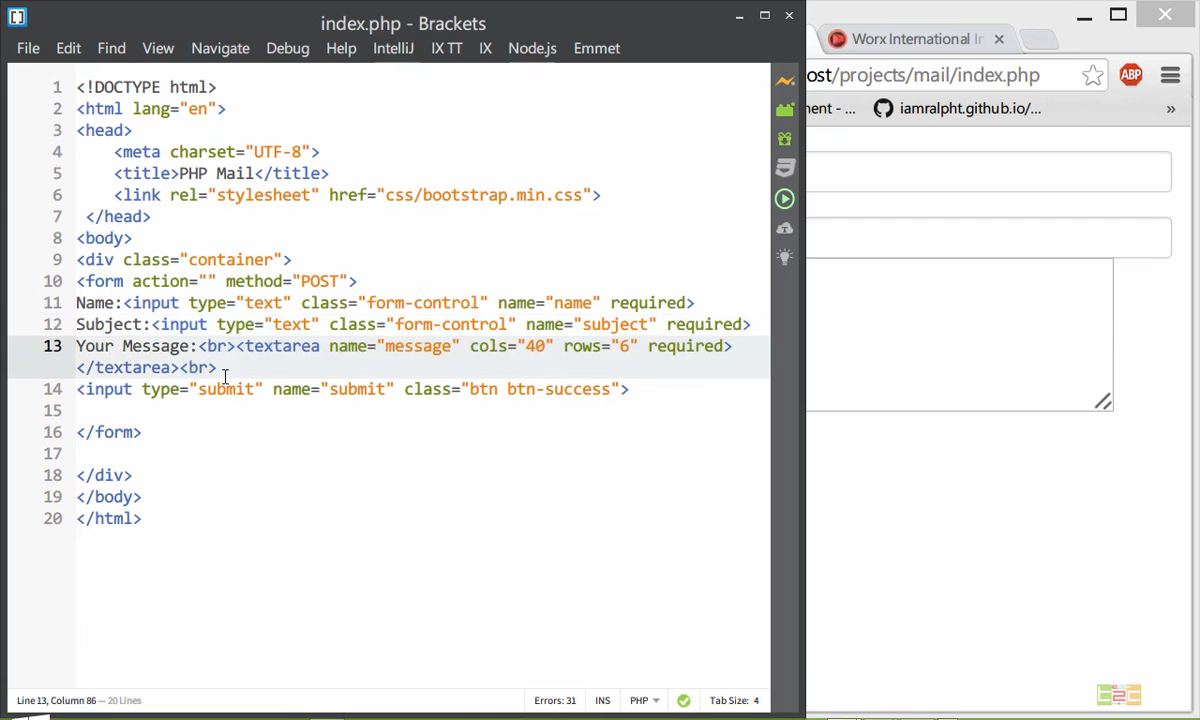 index.php - Brackets
File Edit Find View Navigate Debug Help IntelliJ IX TT IX Node.js Emmet
1 <!DOCTYPE html>
2 <html lang="en">
3 <head>
4 <meta charset="UTF-8">
5 <title>PHP Mail</title>
6 <link rel="stylesheet" href="css/bootstrap.min.css">
7 </head>
8 <body>
9 <div class="container">
10 <form action="" method="POST">
11 Name:<input type="text" class="form-control" name="name" required>
12 Subject:<input type="text" class="form-control" name="subject" required>
13 Your Message:<br><textarea name="message" cols="40" rows="6" required>
</textarea><br>
14 <input type="submit" name="submit" class="btn btn-success">
15
16 </form>
17
18 </div>
19 </body>
20 </html>
Line 13, Column 86 — 20 Lines
Errors: 31 INS PHP Tab Size: 4
Worx International
ost/projects/mail/index.php
ABP
ent - ... iamralpht.github.io/... »